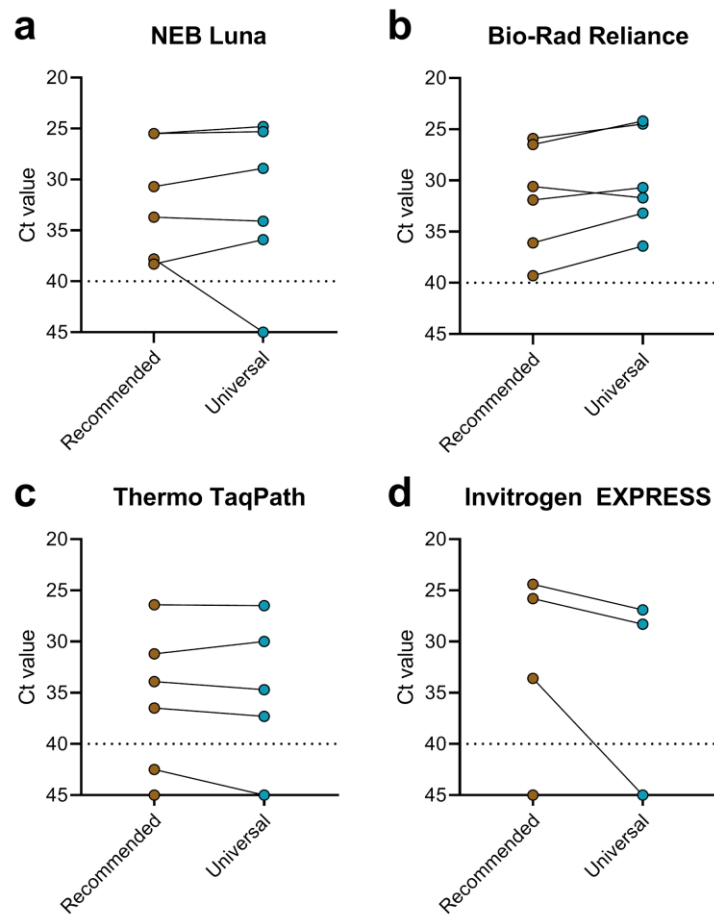 a
NEB Luna
20
25
30
35
40
45
Ct value
Recommended
Universal
b
Bio-Rad Reliance
20
25
30
35
40
45
Ct value
Recommended
Universal
c
Thermo TaqPath
20
25
30
35
40
45
Ct value
Recommended
Universal
d
Invitrogen EXPRESS
20
25
30
35
40
45
Ct value
Recommended
Universal